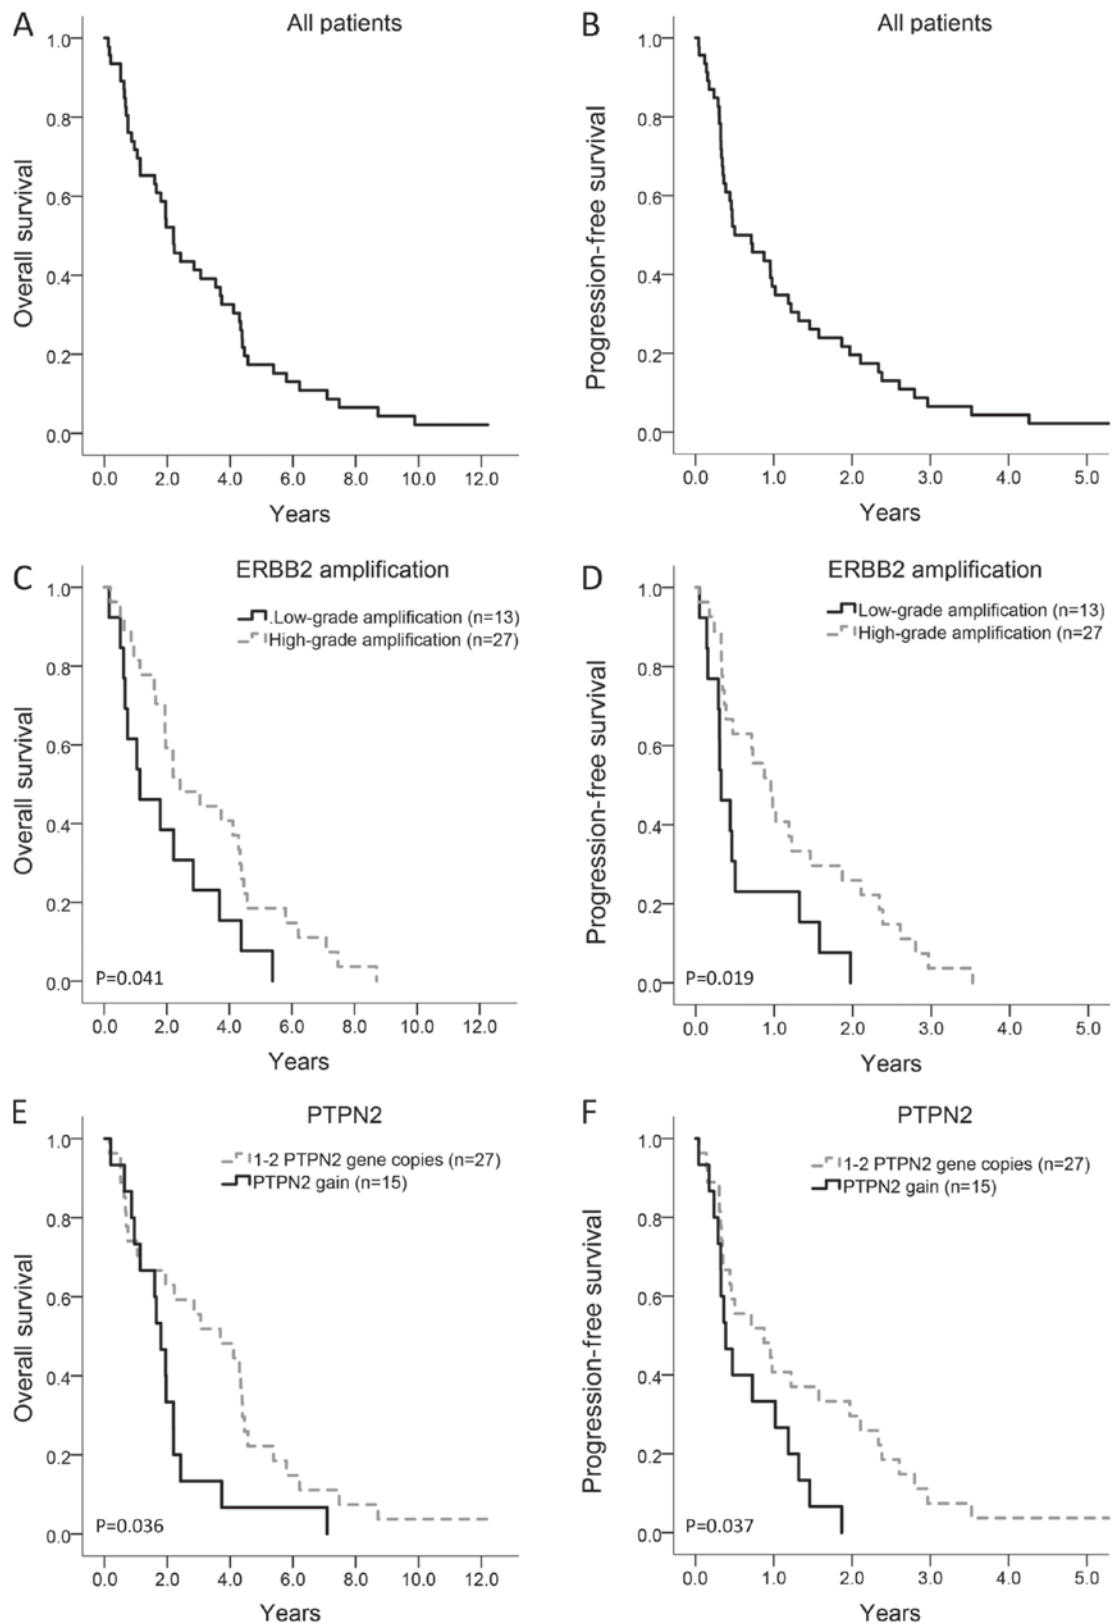 A
All patients
Overall survival
1.0
0.8
0.6
0.4
0.2
0.0
0.0 2.0 4.0 6.0 8.0 10.0 12.0
Years
B
All patients
Progression-free survival
1.0
0.8
0.6
0.4
0.2
0.0
0.0 1.0 2.0 3.0 4.0 5.0
Years
C
ERBB2 amplification
.Low-grade amplification (n=13)
High-grade amplification (n=27)
Overall survival
1.0
0.8
0.6
0.4
0.2
0.0
P=0.041
0.0 2.0 4.0 6.0 8.0 10.0 12.0
Years
D
ERBB2 amplification
Low-grade amplification (n=13)
High-grade amplification (n=27
Progression-free survival
1.0
0.8
0.6
0.4
0.2
0.0
P=0.019
0.0 1.0 2.0 3.0 4.0 5.0
Years
E
PTPN2
1-2 PTPN2 gene copies (n=27)
PTPN2 gain (n=15)
Overall survival
1.0
0.8
0.6
0.4
0.2
0.0
P=0.036
0.0 2.0 4.0 6.0 8.0 10.0 12.0
Years
F
PTPN2
1-2 PTPN2 gene copies (n=27)
PTPN2 gain (n=15)
Progression-free survival
1.0
0.8
0.6
0.4
0.2
0.0
P=0.037
0.0 1.0 2.0 3.0 4.0 5.0
Years